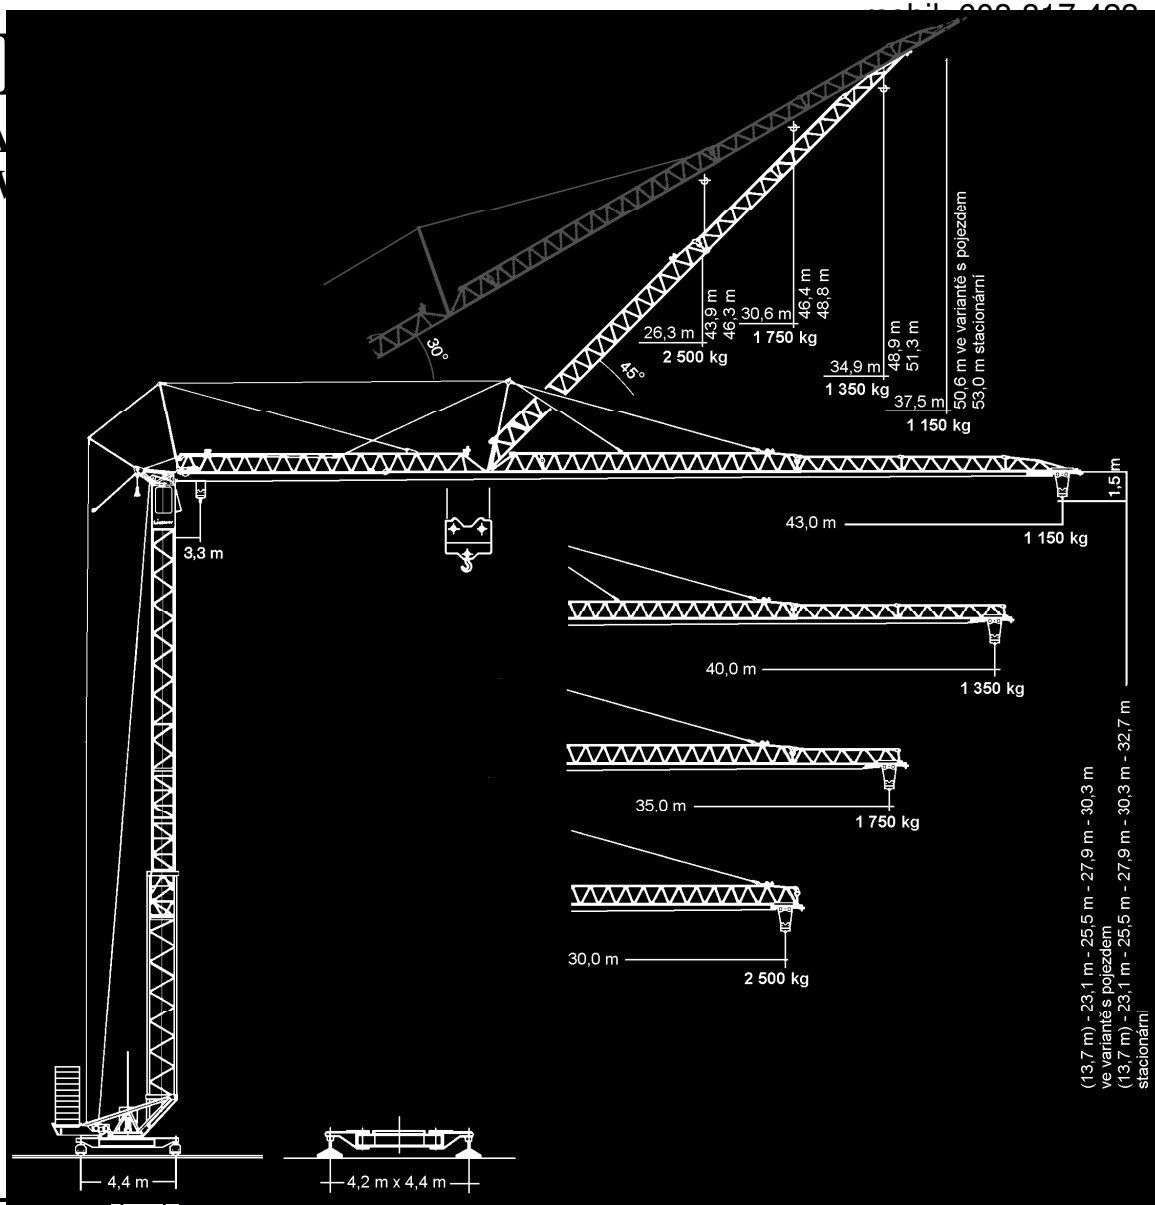 30°
45°
26,3 m
2 500 kg
43,9 m
46,3 m
30,6 m
1 750 kg
46,4 m
48,8 m
34,9 m
1 350 kg
48,9 m
51,3 m
37,5 m
1 150 kg
50,6 m ve variantě s pojezdem
53,0 m stacionární
3,3 m
43,0 m
1 150 kg
1,5 m
40,0 m
1 350 kg
35.0 m
1 750 kg
30,0 m
2 500 kg
(13,7 m) - 23,1 m - 25,5 m - 27,9 m - 30,3 m
ve variantě s pojezdem
(13,7 m) - 23,1 m - 25,5 m - 27,9 m - 30,3 m - 32,7 m
stacionární
4,4 m
4,2 m x 4,4 m